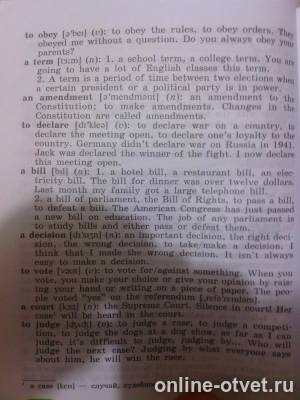 to obey [ə'beɪ] (v): to obey the rules, to obey orders. They
obeyed me without a question. Do you always obey your
parents?
a term [tɜ:m] (n): 1. a school term, a college term. You are
going to have a lot of English classes this term.
2. A term is a period of time between two elections when
a certain president or a political party is in power.
an amendment [ə'mendmənt] (n): an amendment to the
Constitution; to make amendments. Changes in the
Constitution are called amendments.
to declare [dɪ'kleə] (v): to declare war on a country, to
declare the meeting open, to declare one's loyalty to the
country. Germany didn't declare war on Russia in 1941.
Jack was declared the winner of the fight. I now declare
this meeting open.
a bill [bɪl] (n): 1. a hotel bill, a restaurant bill, an elec-
tricity bill. The bill for dinner was over twelve dollars.
Last month my family got a large telephone bill.
2. a bill of parliament, the Bill of Rights, to pass a bill,
to defeat a bill. The American Congress has just passed
a new bill on education. The job of any parliament is
to study bills and either pass or defeat them.
a decision [dɪ'sɪʒn] (n): an important decision, the right deci-
sion, the wrong decision, to take/make a decision. I
think that I made the wrong decision. It isn't always
easy to make a decision.
to vote [vəʊt] (v): to vote for/against something. When you
vote, you make your choice or give your opinion by rais-
ing your hand or writing on a piece of paper. The peo-
ple voted "yes" on the referendum [ˌrefə'rendəm].
a court [kɔ:t] (n): the Supreme Court. Silence in court! Her
case¹ will be heard in the court.
to judge [dʒʌdʒ] (v): to judge a case, to judge a competi-
tion, to judge the dogs at a dog show, as far as I can
judge, it's difficult to judge, judging by... Who will
judge the next case? Judging by what everyone says
about him, he will win the race.
¹ a case [keɪs] — случай, судебное
online-otvet.ru